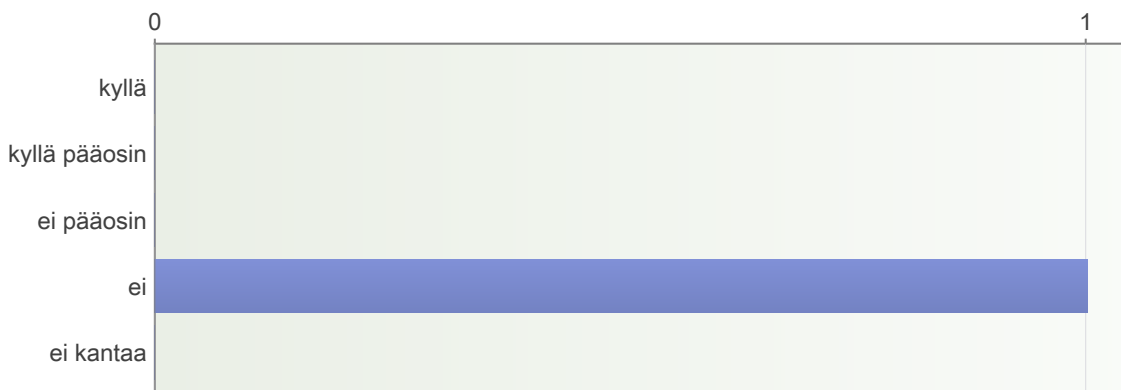 0 1
kyllä
kyllä pääosin
ei pääosin
ei
ei kantaa